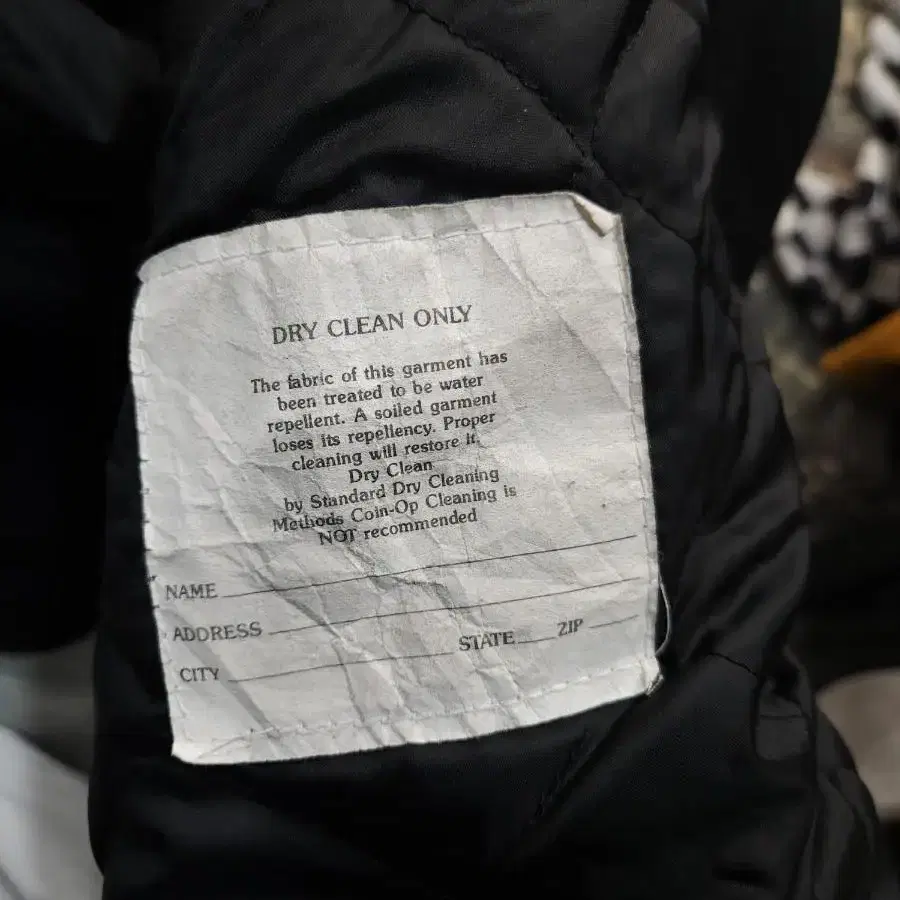 DRY CLEAN ONLY
The fabric of this garment has
been treated to be water
repellent. A soiled garment
loses its repellency. Proper
cleaning will restore it.
Dry Clean
by Standard Dry Cleaning
Methods Coin-Op Cleaning is
NOT recommended
NAME
ADDRESS
CITY STATE ZIP